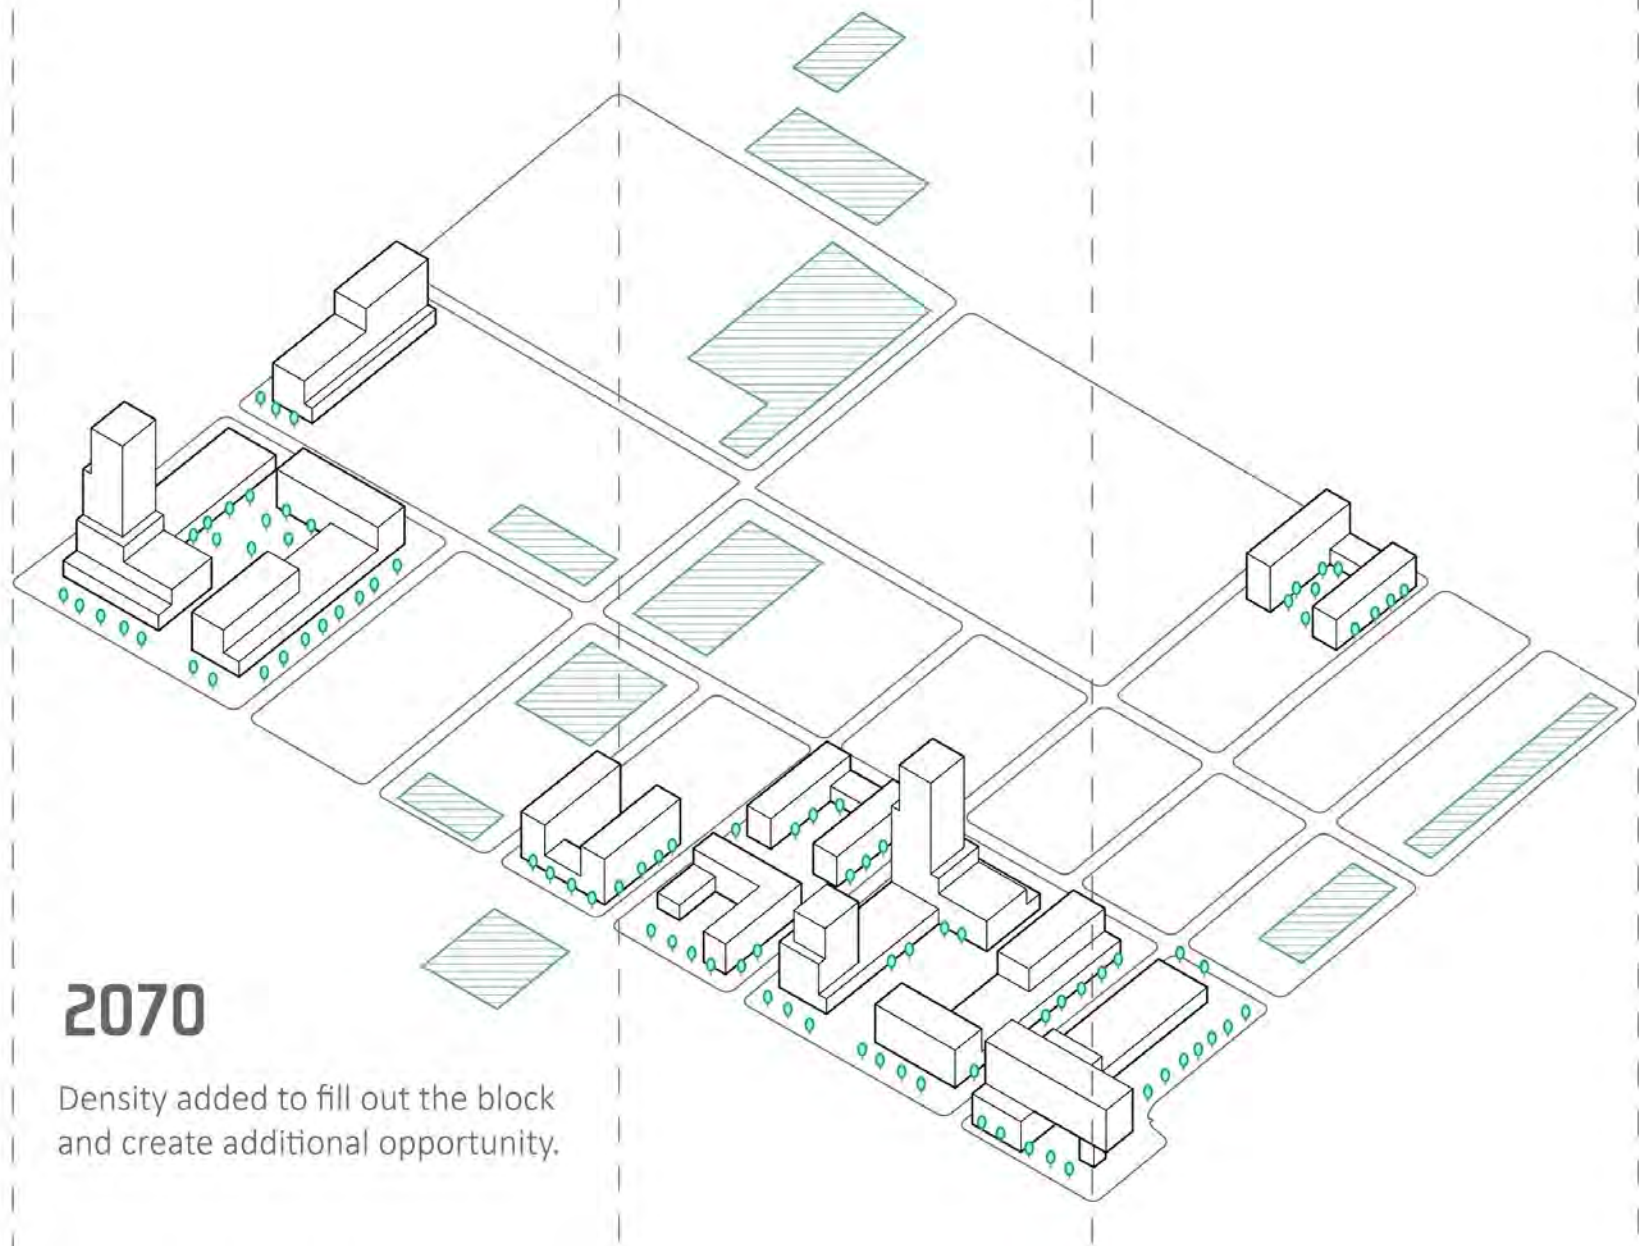 2070
Density added to fill out the block
and create additional opportunity.